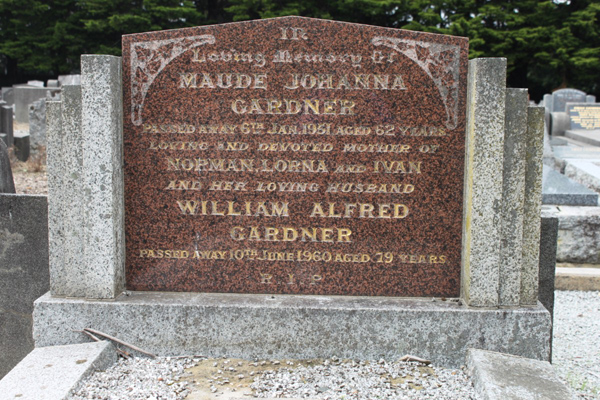 IN
Loving Memory Of
MAUDE JOHANNA
GARDNER
PASSED AWAY 6TH JAN. 1951 AGED 62 YEARS
LOVING AND DEVOTED MOTHER OF
NORMAN, LORNA AND IVAN
AND HER LOVING HUSBAND
WILLIAM ALFRED
GARDNER
PASSED AWAY 10TH JUNE 1960 AGED 79 YEARS
R.I.P